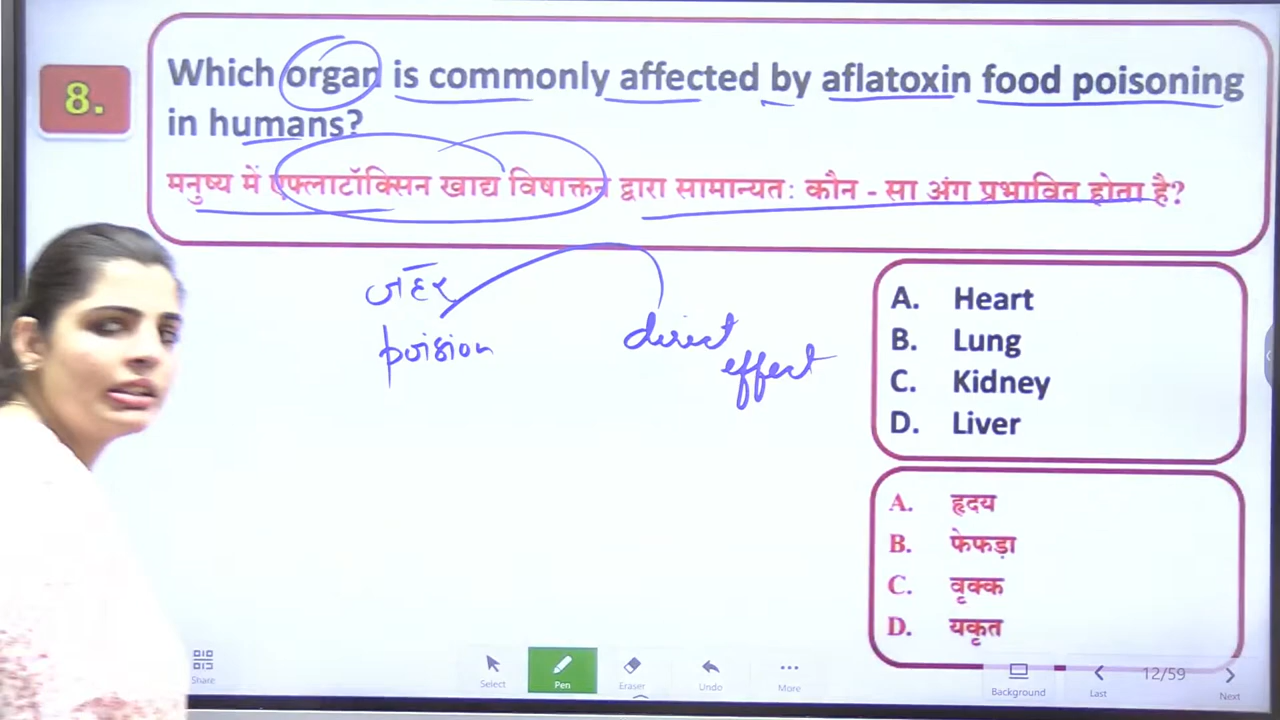 8.
Which organ is commonly affected by aflatoxin food poisoning
in humans?
मनुष्य में एफ्लाटॉक्सिन खाद्य विषाक्तन द्वारा सामान्यत: कौन - सा अंग प्रभावित होता है?
जहर
poision
direct
effect
A. Heart
B. Lung
C. Kidney
D. Liver
A. हृदय
B. फेफड़ा
C. वृक्क
D. यकृत
Share
Select
Pen
Eraser
Undo
More
Background
Last
12/59
Next